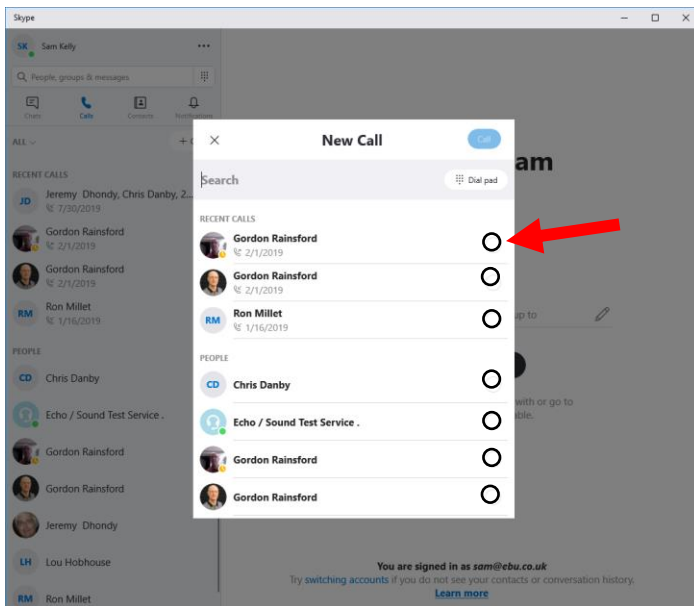 Skype
SK Sam Kelly
People, groups & messages
Chats Calls Contacts Notifications
ALL
RECENT CALLS
JD Jeremy Dhondy, Chris Danby, 2...
7/30/2019
Gordon Rainsford
2/1/2019
Gordon Rainsford
2/1/2019
RM Ron Millet
1/16/2019
PEOPLE
CD Chris Danby
Echo / Sound Test Service .
Gordon Rainsford
Gordon Rainsford
Jeremy Dhondy
LH Lou Hobhouse
RM Ron Millet
New Call
Call
Search
Dial pad
RECENT CALLS
Gordon Rainsford
2/1/2019
Gordon Rainsford
2/1/2019
RM Ron Millet
1/16/2019
PEOPLE
CD Chris Danby
Echo / Sound Test Service .
Gordon Rainsford
Gordon Rainsford
am
up to
with or go to
You are signed in as sam@ebu.co.uk
Try switching accounts if you do not see your contacts or conversation history.
Learn more